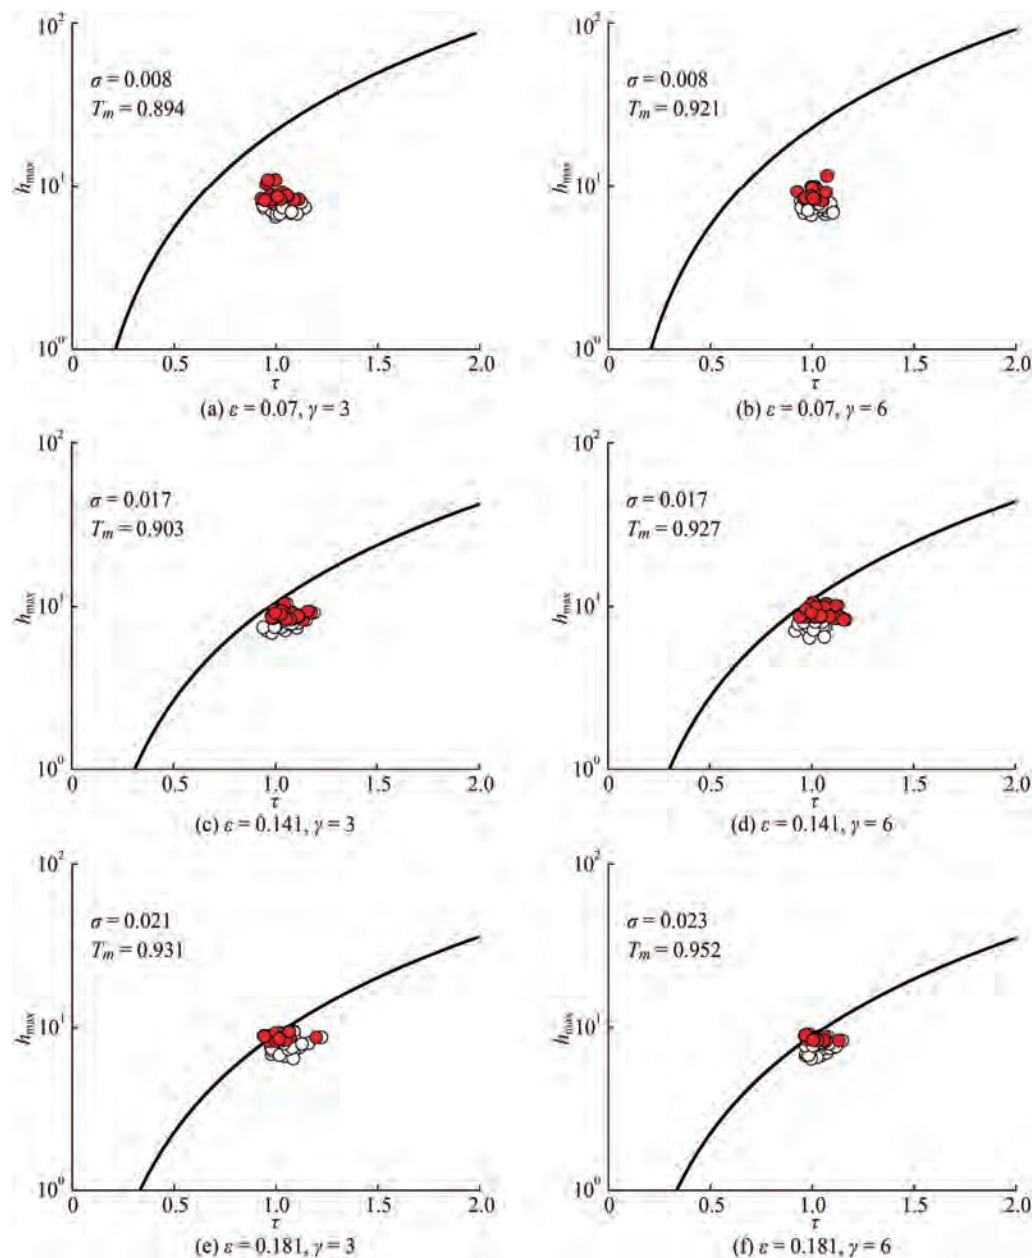 10²
σ = 0.008
Tₘ = 0.894
hₘₐₓ
10¹
10⁰
0 0.5 1.0 1.5 2.0
τ
(a) ε = 0.07, γ = 3
10²
σ = 0.008
Tₘ = 0.921
hₘₐₓ
10¹
10⁰
0 0.5 1.0 1.5 2.0
τ
(b) ε = 0.07, γ = 6
10²
σ = 0.017
Tₘ = 0.903
hₘₐₓ
10¹
10⁰
0 0.5 1.0 1.5 2.0
τ
(c) ε = 0.141, γ = 3
10²
σ = 0.017
Tₘ = 0.927
hₘₐₓ
10¹
10⁰
0 0.5 1.0 1.5 2.0
τ
(d) ε = 0.141, γ = 6
10²
σ = 0.021
Tₘ = 0.931
hₘₐₓ
10¹
10⁰
0 0.5 1.0 1.5 2.0
τ
(e) ε = 0.181, γ = 3
10²
σ = 0.023
Tₘ = 0.952
hₘₐₓ
10¹
10⁰
0 0.5 1.0 1.5 2.0
τ
(f) ε = 0.181, γ = 6